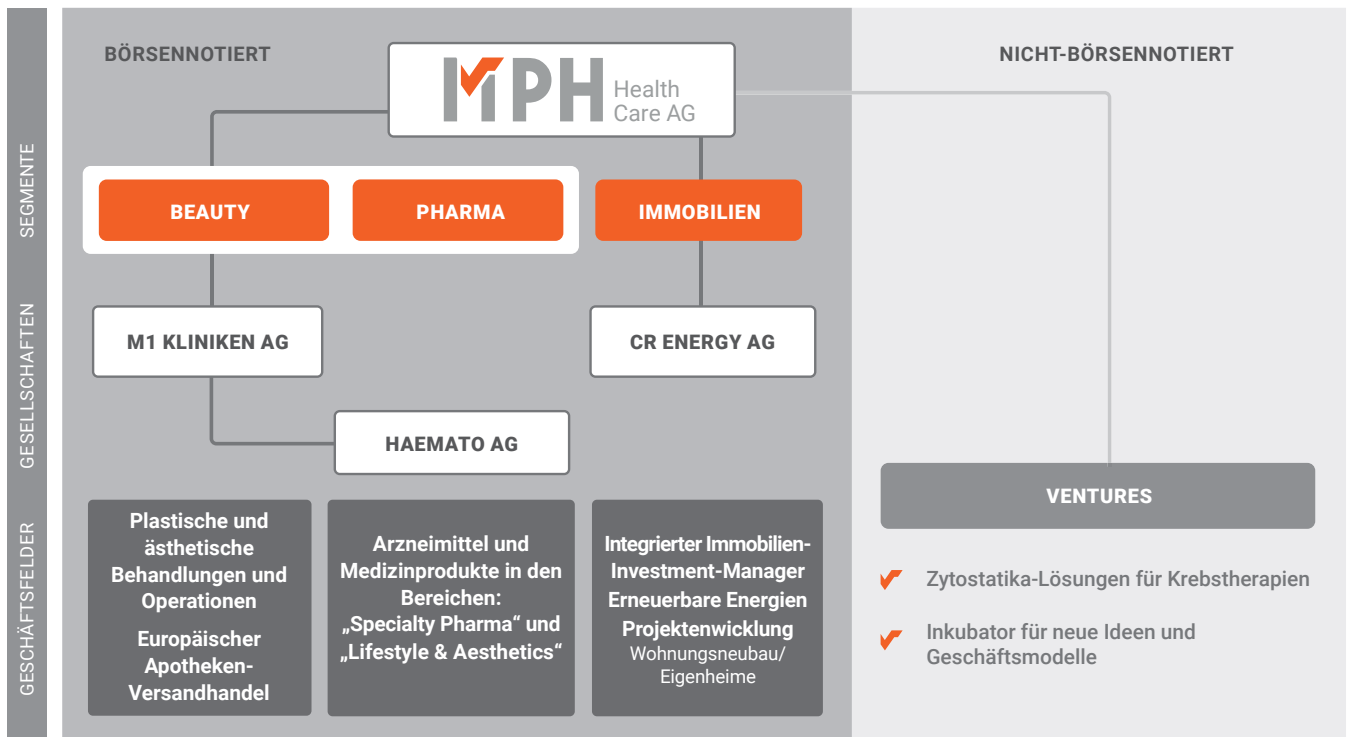 BÖRSENNOTIERT
MPH Health
Care AG
NICHT-BÖRSENNOTIERT
SEGMENTE
BEAUTY
PHARMA
IMMOBILIEN
GESELLSCHAFTEN
M1 KLINIKEN AG
CR ENERGY AG
HAEMATO AG
GESCHÄFTSFELDER
Plastische und
ästhetische
Behandlungen und
Operationen
Europäischer
Apotheken-
Versandhandel
Arzneimittel und
Medizinprodukte in den
Bereichen:
„Specialty Pharma“ und
„Lifestyle & Aesthetics“
Integrierter Immobilien-
Investment-Manager
Erneuerbare Energien
Projektenwicklung
Wohnungsneubau/
Eigenheime
VENTURES
Zytostatika-Lösungen für Krebstherapien
Inkubator für neue Ideen und
Geschäftsmodelle